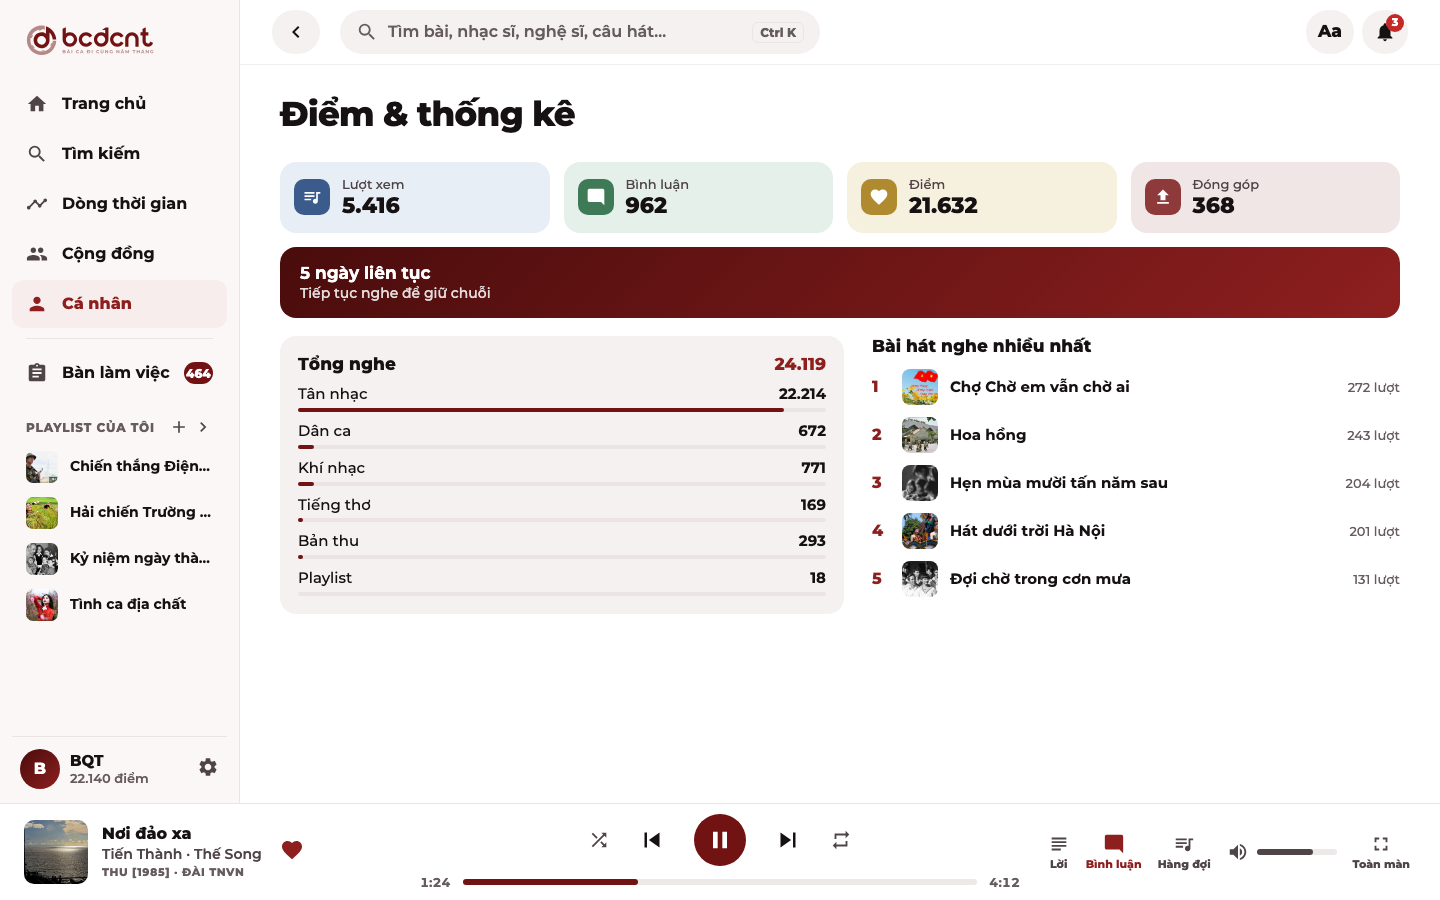 bcdcnt
BÀI CA ĐI CÙNG NĂM THÁNG
Trang chủ
Tìm kiếm
Dòng thời gian
Cộng đồng
Cá nhân
Bàn làm việc 464
PLAYLIST CỦA TÔI
Chiến thắng Điện...
Hải chiến Trường ...
Kỷ niệm ngày thà...
Tình ca địa chất
B
BQT
22.140 điểm
Tìm bài, nhạc sĩ, nghệ sĩ, câu hát...
Ctrl K
Aa
3
Điểm & thống kê
Lượt xem
5.416
Bình luận
962
Điểm
21.632
Đóng góp
368
5 ngày liên tục
Tiếp tục nghe để giữ chuỗi
Tổng nghe 24.119
Tân nhạc 22.214
Dân ca 672
Khí nhạc 771
Tiếng thơ 169
Bản thu 293
Playlist 18
Bài hát nghe nhiều nhất
1 Chợ Chờ em vẫn chờ ai 272 lượt
2 Hoa hồng 243 lượt
3 Hẹn mùa mười tấn năm sau 204 lượt
4 Hát dưới trời Hà Nội 201 lượt
5 Đợi chờ trong cơn mưa 131 lượt
Nơi đảo xa
Tiến Thành · Thế Song
THU [1985] · ĐÀI TNVN
1:24
4:12
Lời
Bình luận
Hàng đợi
Toàn màn